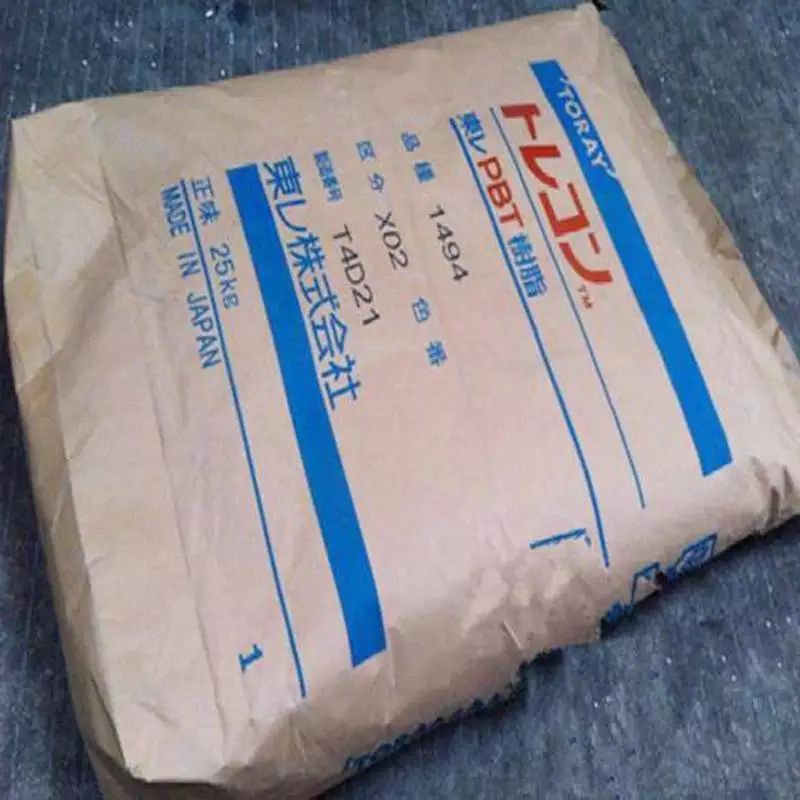 "TORAY"
トレコン™
東レPBT樹脂
品種 1494
区分 X02 色番
製造番号 T4D21
東レ株式会社
正味 25kg
MADE IN JAPAN
1